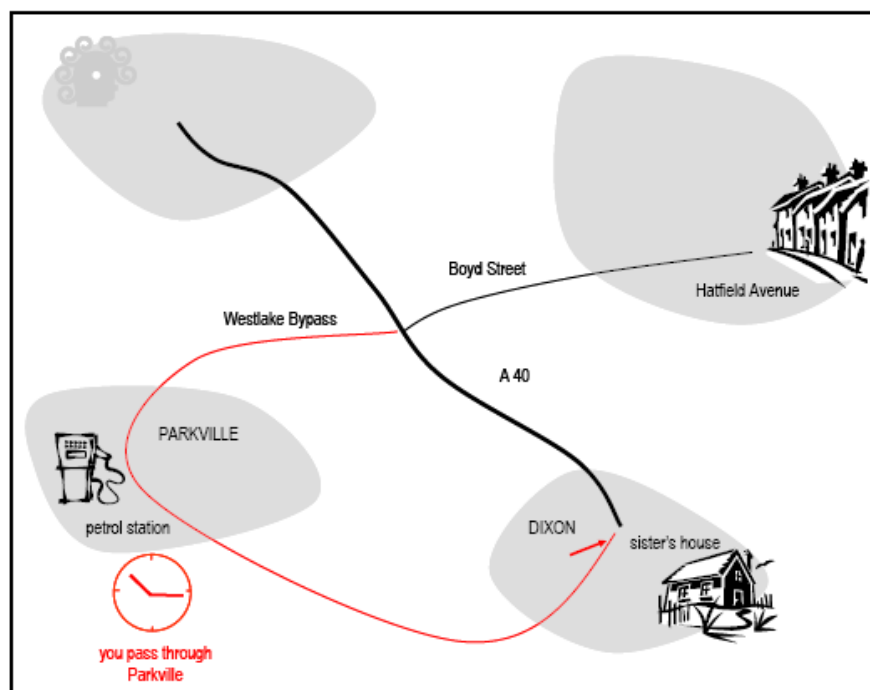 Boyd Street
Hatfield Avenue
Westlake Bypass
A 40
PARKVILLE
petrol station
DIXON
sister's house
you pass through
Parkville